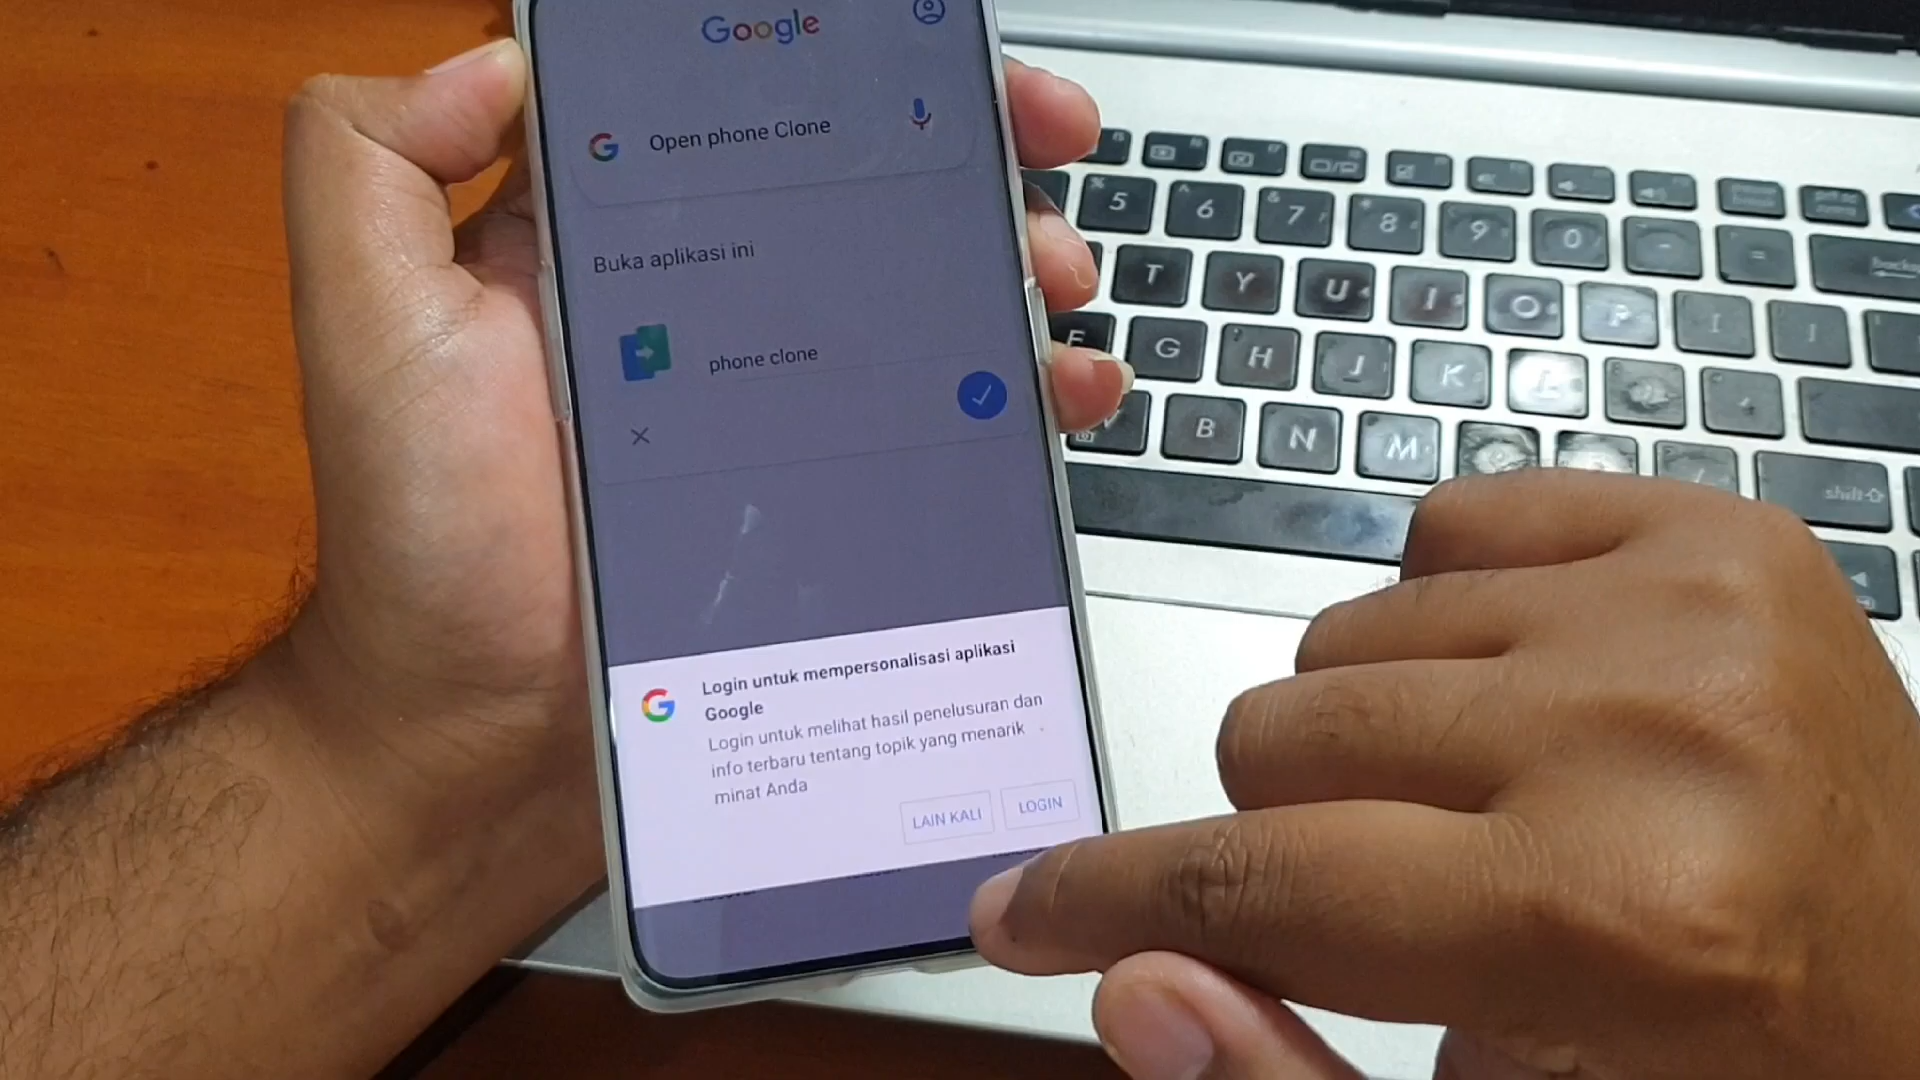 Google
Open phone Clone
Buka aplikasi ini
phone clone
Login untuk mempersonalisasi aplikasi
Google
Login untuk melihat hasil penelusuran dan
info terbaru tentang topik yang menarik
minat Anda
LAIN KALI
LOGIN
5 6 7 8 9 0 - =
T Y U I O P
G H J K L
B N M
shift